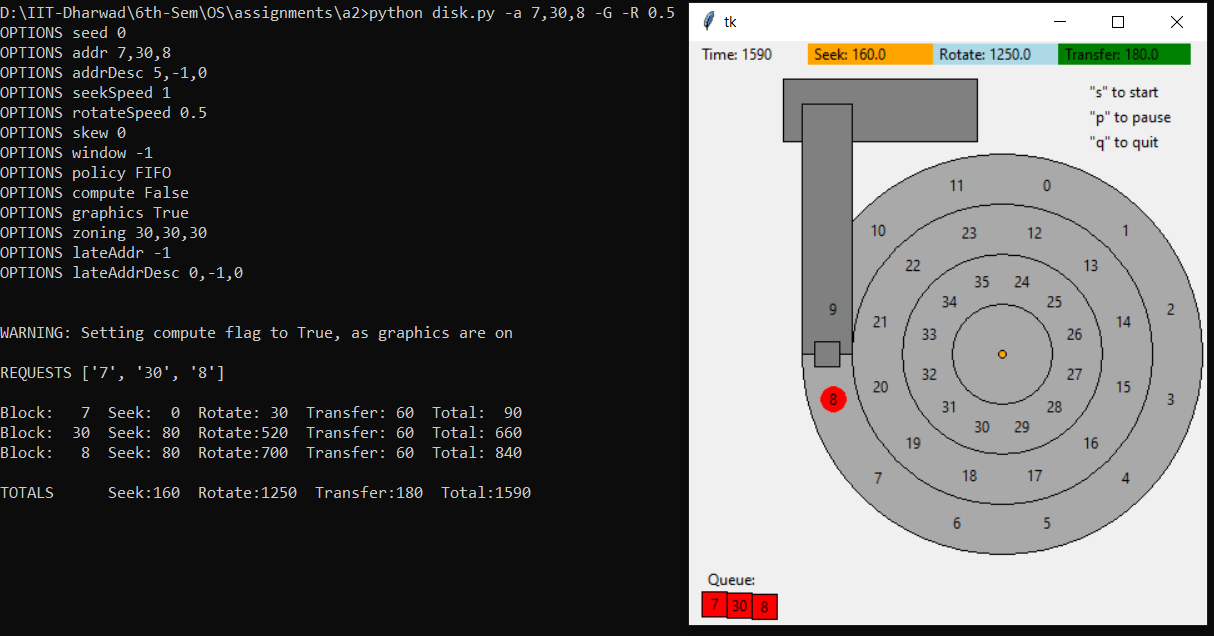 D:\IIT-Dharwad\6th-Sem\OS\assignments\a2>python disk.py -a 7,30,8 -G -R 0.5
OPTIONS seed 0
OPTIONS addr 7,30,8
OPTIONS addrDesc 5,-1,0
OPTIONS seekSpeed 1
OPTIONS rotateSpeed 0.5
OPTIONS skew 0
OPTIONS window -1
OPTIONS policy FIFO
OPTIONS compute False
OPTIONS graphics True
OPTIONS zoning 30,30,30
OPTIONS lateAddr -1
OPTIONS lateAddrDesc 0,-1,0
WARNING: Setting compute flag to True, as graphics are on
REQUESTS ['7', '30', '8']
Block:   7  Seek:  0  Rotate: 30  Transfer: 60  Total:  90
Block:  30  Seek: 80  Rotate:520  Transfer: 60  Total: 660
Block:   8  Seek: 80  Rotate:700  Transfer: 60  Total: 840
TOTALS      Seek:160  Rotate:1250  Transfer:180  Total:1590
tk
Time: 1590 Seek: 160.0 Rotate: 1250.0 Transfer: 180.0
"s" to start
"p" to pause
"q" to quit
11 0
10 23 12 1
22 13
35 24
34 25
9 2
21 14
33 26
32 27
20 15
8 3
31 28
30 29
19 16
7 18 17 4
6 5
Queue:
7 30 8